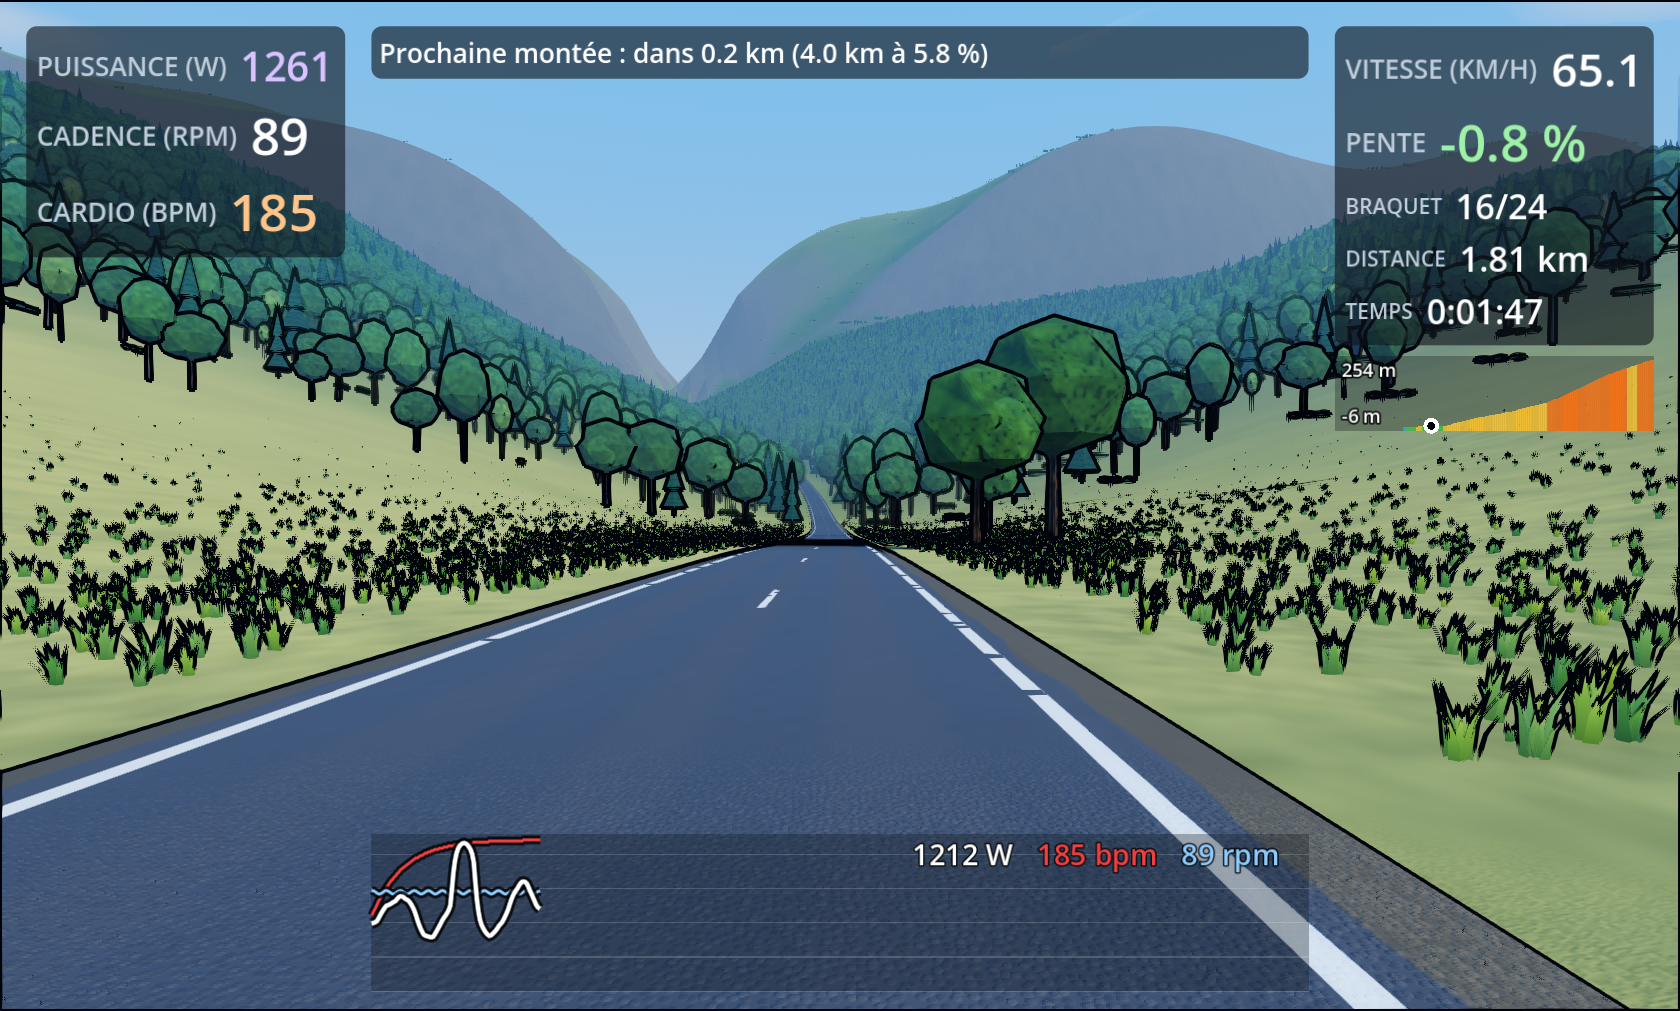 PUISSANCE (W) 1261
CADENCE (RPM) 89
CARDIO (BPM) 185
Prochaine montée : dans 0.2 km (4.0 km à 5.8 %)
VITESSE (KM/H) 65.1
PENTE -0.8 %
BRAQUET 16/24
DISTANCE 1.81 km
TEMPS 0:01:47
254 m
-6 m
1212 W 185 bpm 89 rpm